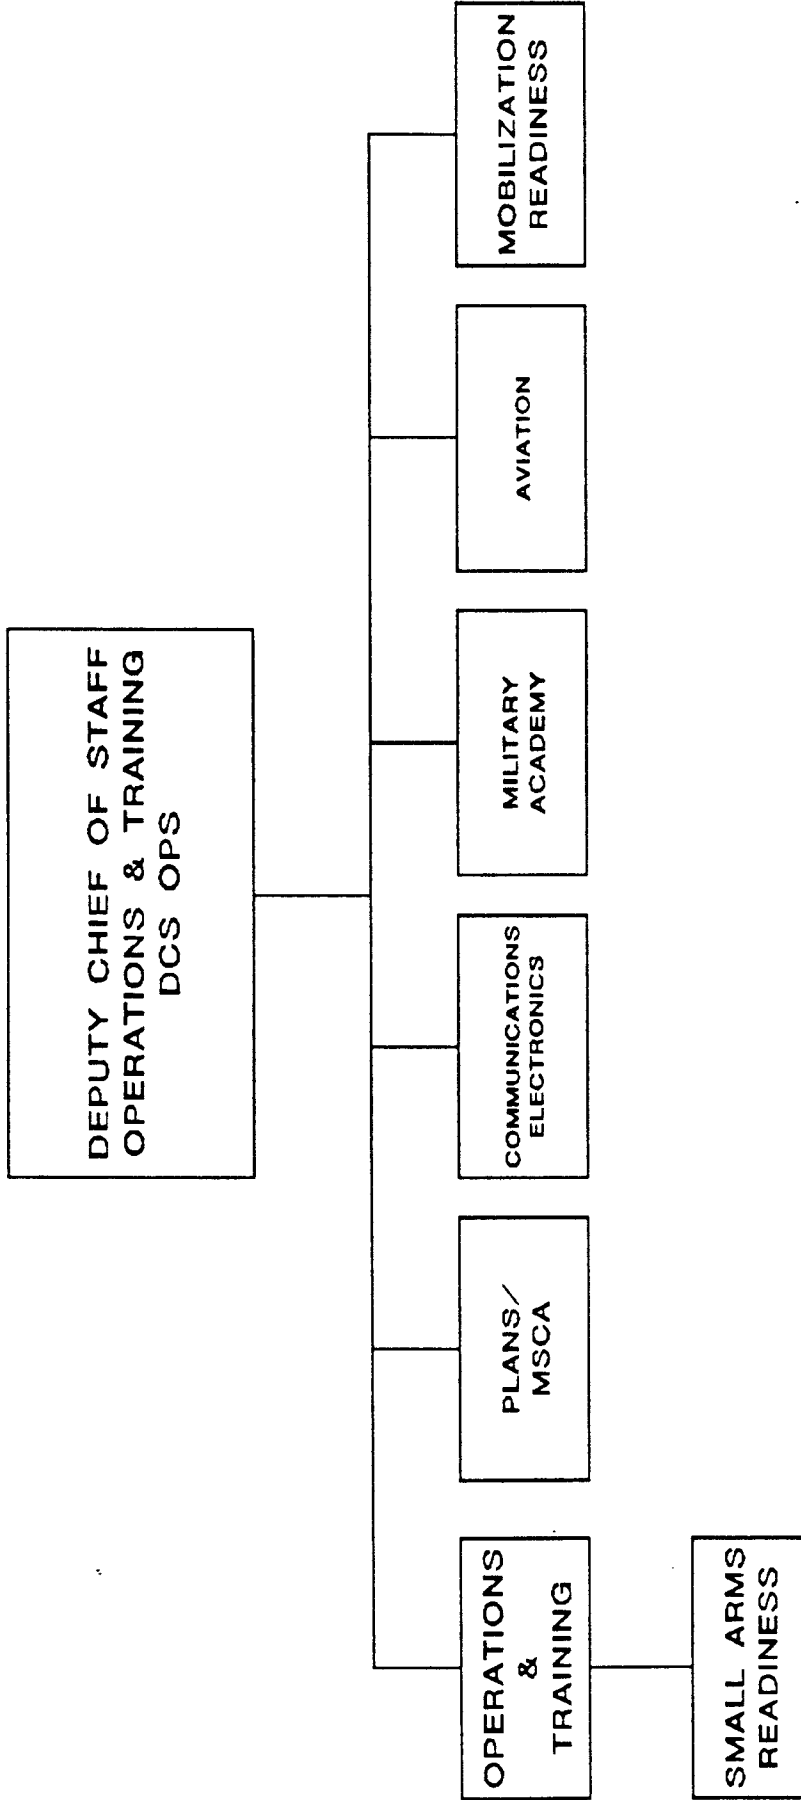 DEPUTY CHIEF OF STAFF
OPERATIONS & TRAINING
DCS OPS
OPERATIONS
&
TRAINING
PLANS/
MSCA
COMMUNICATIONS
ELECTRONICS
MILITARY
ACADEMY
AVIATION
MOBILIZATION
READINESS
SMALL ARMS
READINESS